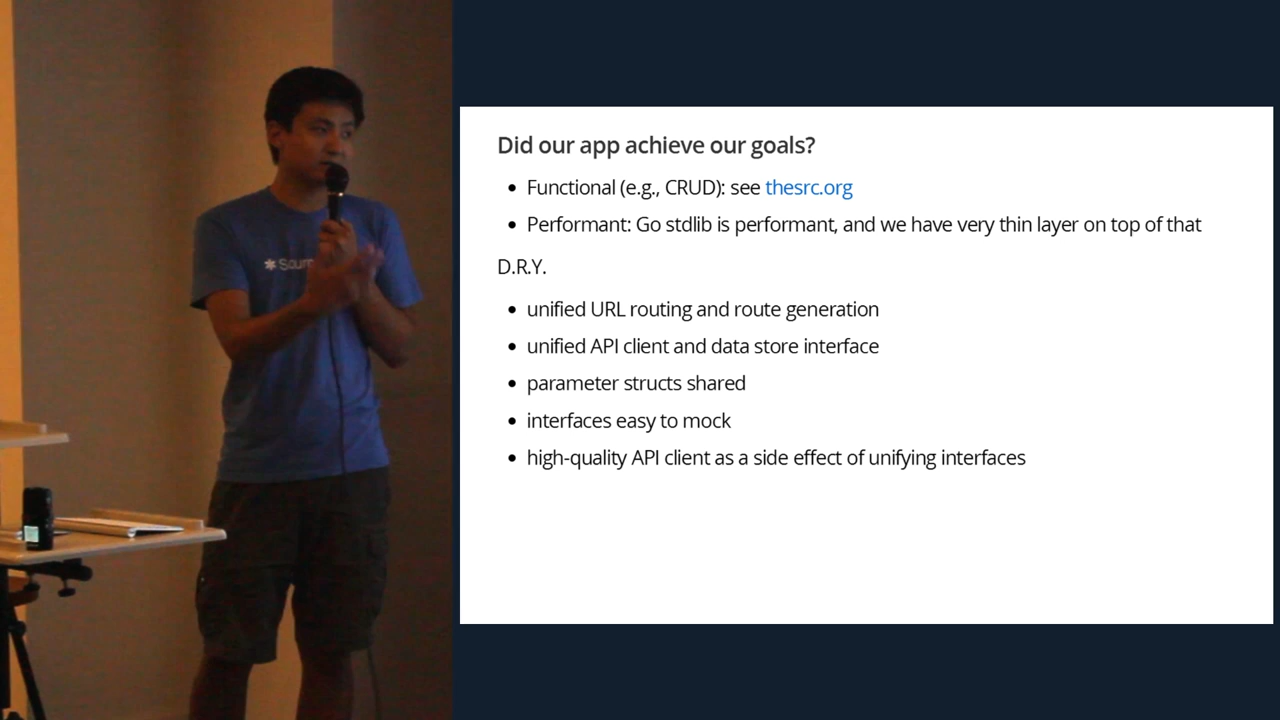 Did our app achieve our goals?
• Functional (e.g., CRUD): see thesrc.org
• Performant: Go stdlib is performant, and we have very thin layer on top of that
D.R.Y.
• unified URL routing and route generation
• unified API client and data store interface
• parameter structs shared
• interfaces easy to mock
• high-quality API client as a side effect of unifying interfaces